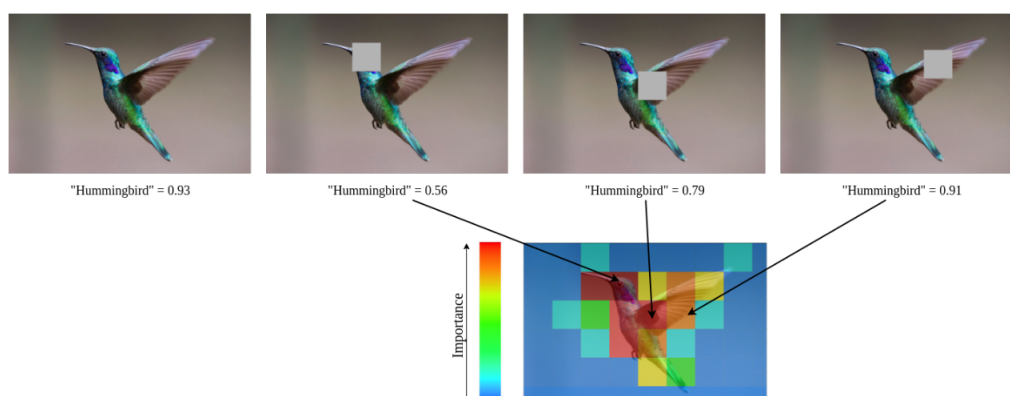 "Hummingbird" = 0.93
"Hummingbird" = 0.56
"Hummingbird" = 0.79
"Hummingbird" = 0.91
Importance